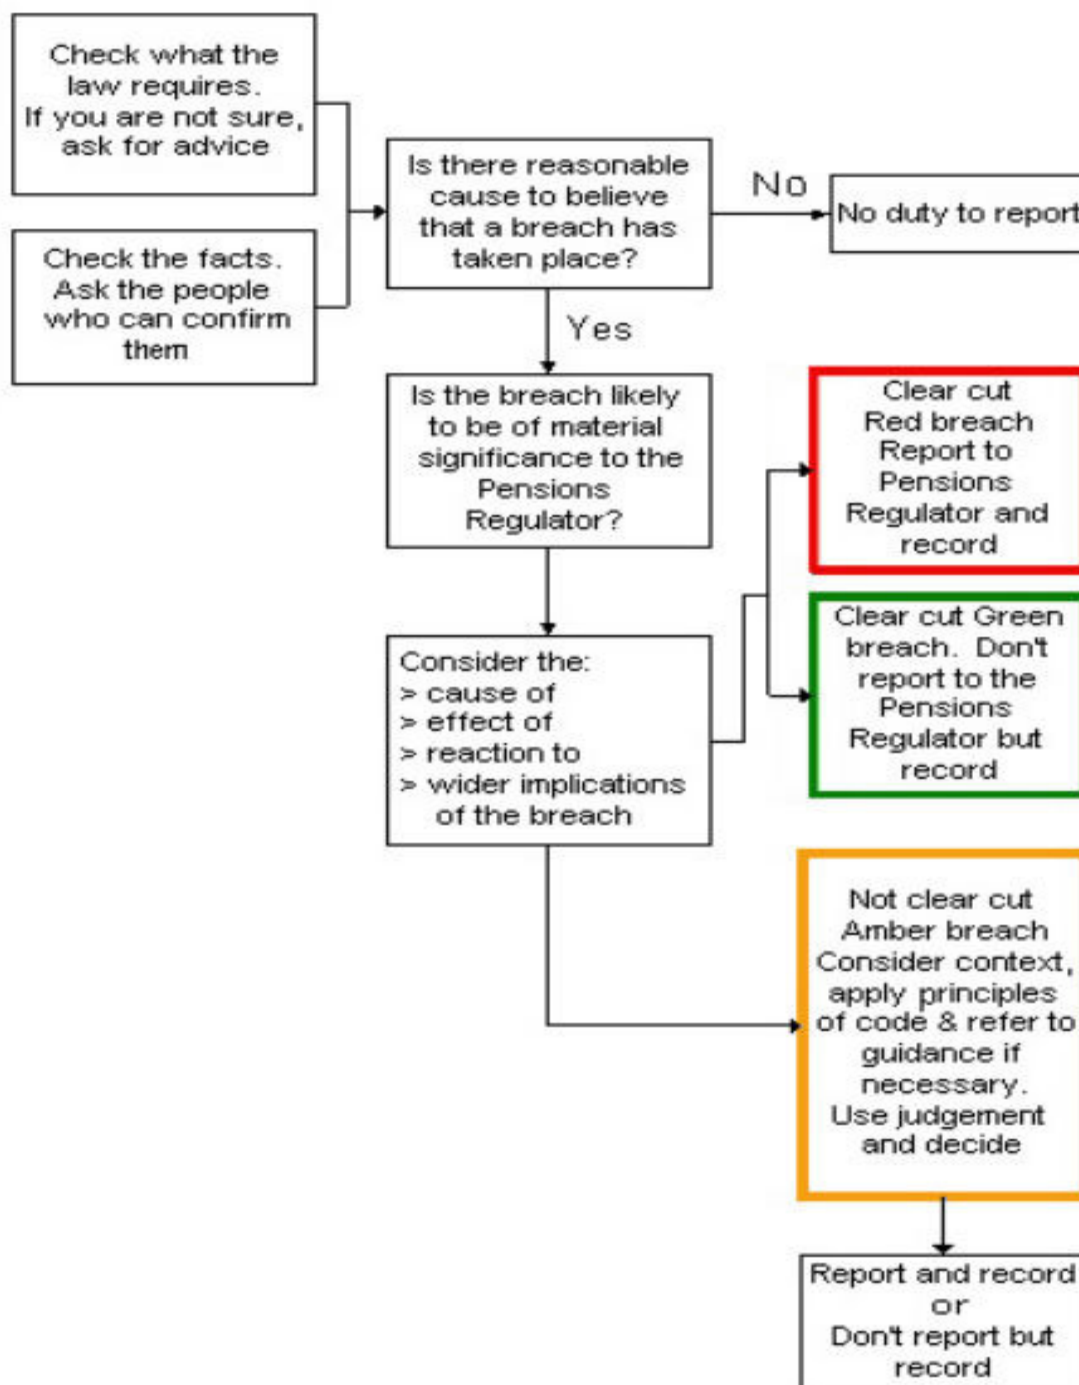 Check what the
law requires.
If you are not sure,
ask for advice
Check the facts.
Ask the people
who can confirm
them
Is there reasonable
cause to believe
that a breach has
taken place?
No
No duty to report
Yes
Is the breach likely
to be of material
significance to the
Pensions
Regulator?
Consider the:
> cause of
> effect of
> reaction to
> wider implications
of the breach
Clear cut
Red breach
Report to
Pensions
Regulator and
record
Clear cut Green
breach. Don't
report to the
Pensions
Regulator but
record
Not clear cut
Amber breach
Consider context,
apply principles
of code & refer to
guidance if
necessary.
Use judgement
and decide
Report and record
or
Don't report but
record